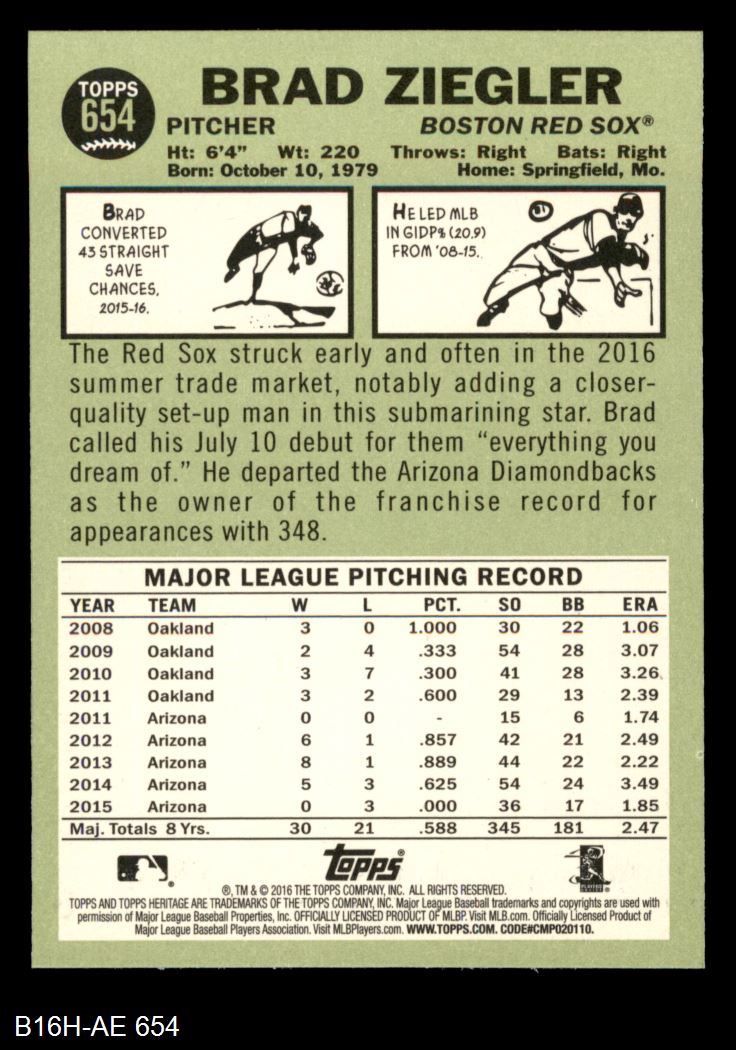 TOPPS
654
BRAD ZIEGLER
PITCHER BOSTON RED SOX®
Ht: 6'4" Wt: 220 Throws: Right Bats: Right
Born: October 10, 1979 Home: Springfield, Mo.
BRAD
CONVERTED
43 STRAIGHT
SAVE
CHANCES,
2015-16.
HE LED MLB
IN GIDP% (20.9)
FROM '08-15.
The Red Sox struck early and often in the 2016
summer trade market, notably adding a closer-
quality set-up man in this submarining star. Brad
called his July 10 debut for them “everything you
dream of.” He departed the Arizona Diamondbacks
as the owner of the franchise record for
appearances with 348.
MAJOR LEAGUE PITCHING RECORD
YEAR TEAM W L PCT. SO BB ERA
2008 Oakland 3 0 1.000 30 22 1.06
2009 Oakland 2 4 .333 54 28 3.07
2010 Oakland 3 7 .300 41 28 3.26
2011 Oakland 3 2 .600 29 13 2.39
2011 Arizona 0 0 - 15 6 1.74
2012 Arizona 6 1 .857 42 21 2.49
2013 Arizona 8 1 .889 44 22 2.22
2014 Arizona 5 3 .625 54 24 3.49
2015 Arizona 0 3 .000 36 17 1.85
Maj. Totals 8 Yrs. 30 21 .588 345 181 2.47
Topps®
®, TM & © 2016 THE TOPPS COMPANY, INC. ALL RIGHTS RESERVED.
TOPPS AND TOPPS HERITAGE ARE TRADEMARKS OF THE TOPPS COMPANY, INC. Major League Baseball trademarks and copyrights are used with
permission of Major League Baseball Properties, Inc. OFFICIALLY LICENSED PRODUCT OF MLBP. Visit MLB.com. Officially Licensed Product of
Major League Baseball Players Association. Visit MLBPlayers.com. WWW.TOPPS.COM. CODE#CMP020110.
B16H-AE 654